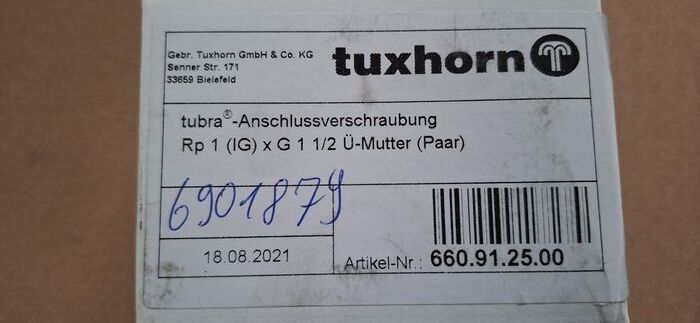 Gebr. Tuxhorn GmbH & Co. KG
Senner Str. 171
33659 Bielefeld
tuxhorn
tubra®-Anschlussverschraubung
Rp 1 (IG) x G 1 1/2 Ü-Mutter (Paar)
6901879
18.08.2021
Artikel-Nr.: 660.91.25.00